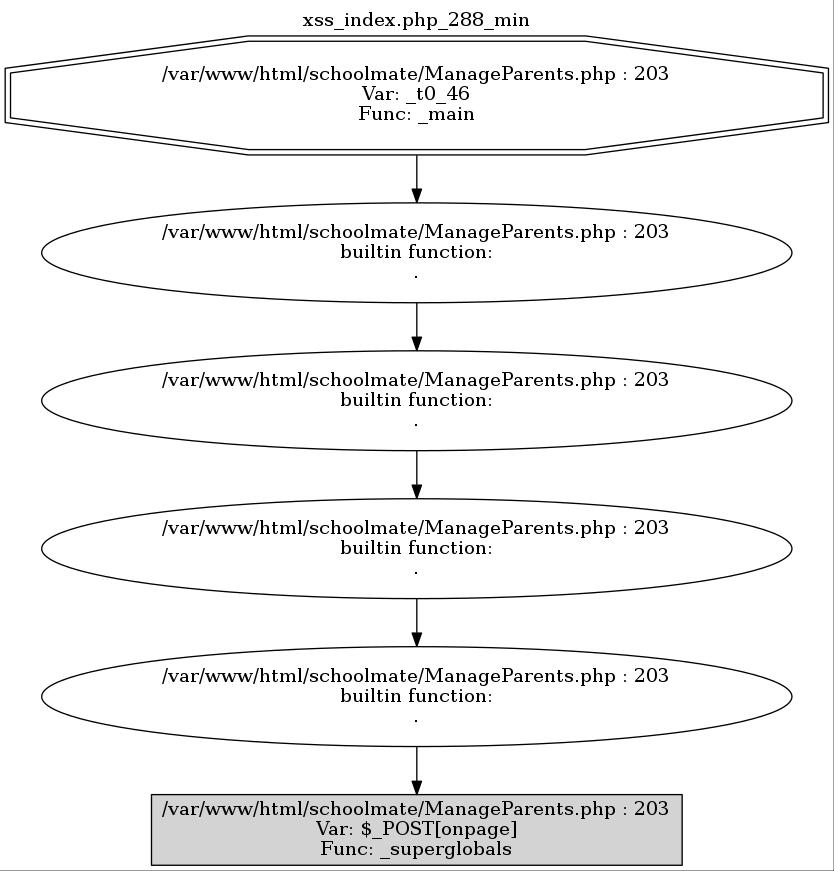 xss_index.php_288_min
/var/www/html/schoolmate/ManageParents.php : 203
Var: _t0_46
Func: _main
/var/www/html/schoolmate/ManageParents.php : 203
builtin function:
.
/var/www/html/schoolmate/ManageParents.php : 203
builtin function:
.
/var/www/html/schoolmate/ManageParents.php : 203
builtin function:
.
/var/www/html/schoolmate/ManageParents.php : 203
builtin function:
.
/var/www/html/schoolmate/ManageParents.php : 203
Var: $_POST[onpage]
Func: _superglobals